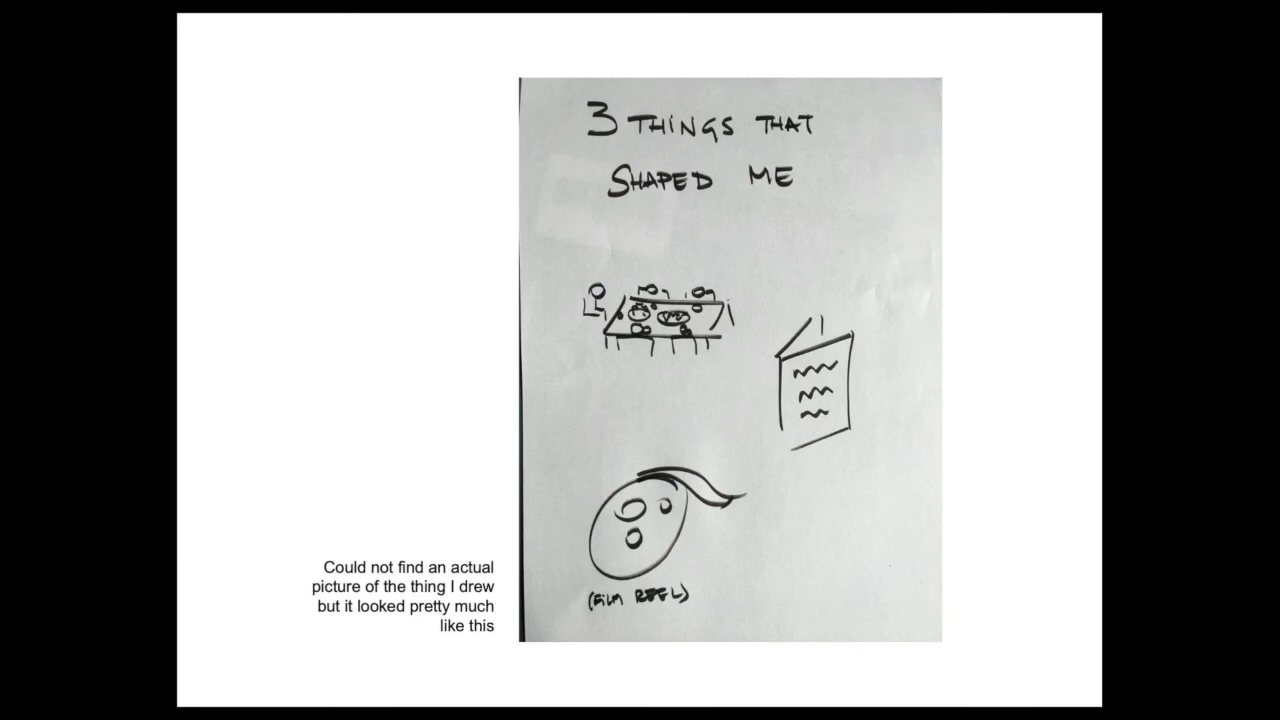 3 THINGS THAT
SHAPED ME
(FILM REEL)
Could not find an actual
picture of the thing I drew
but it looked pretty much
like this